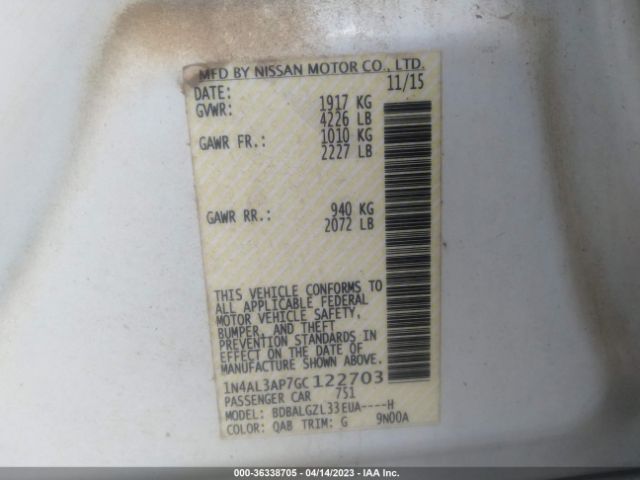 MFD BY NISSAN MOTOR CO., LTD.
DATE: 11/15
GVWR: 1917 KG
4226 LB
GAWR FR.: 1010 KG
2227 LB
GAWR RR.: 940 KG
2072 LB
THIS VEHICLE CONFORMS TO
ALL APPLICABLE FEDERAL
MOTOR VEHICLE SAFETY,
BUMPER, AND THEFT
PREVENTION STANDARDS IN
EFFECT ON THE DATE OF
MANUFACTURE SHOWN ABOVE.
1N4AL3AP7GC122703
PASSENGER CAR 751
MODEL: BDBALGZL33EUA----H
COLOR: QAB TRIM: G 9N00A
000-36338705 - 04/14/2023 - IAA Inc.